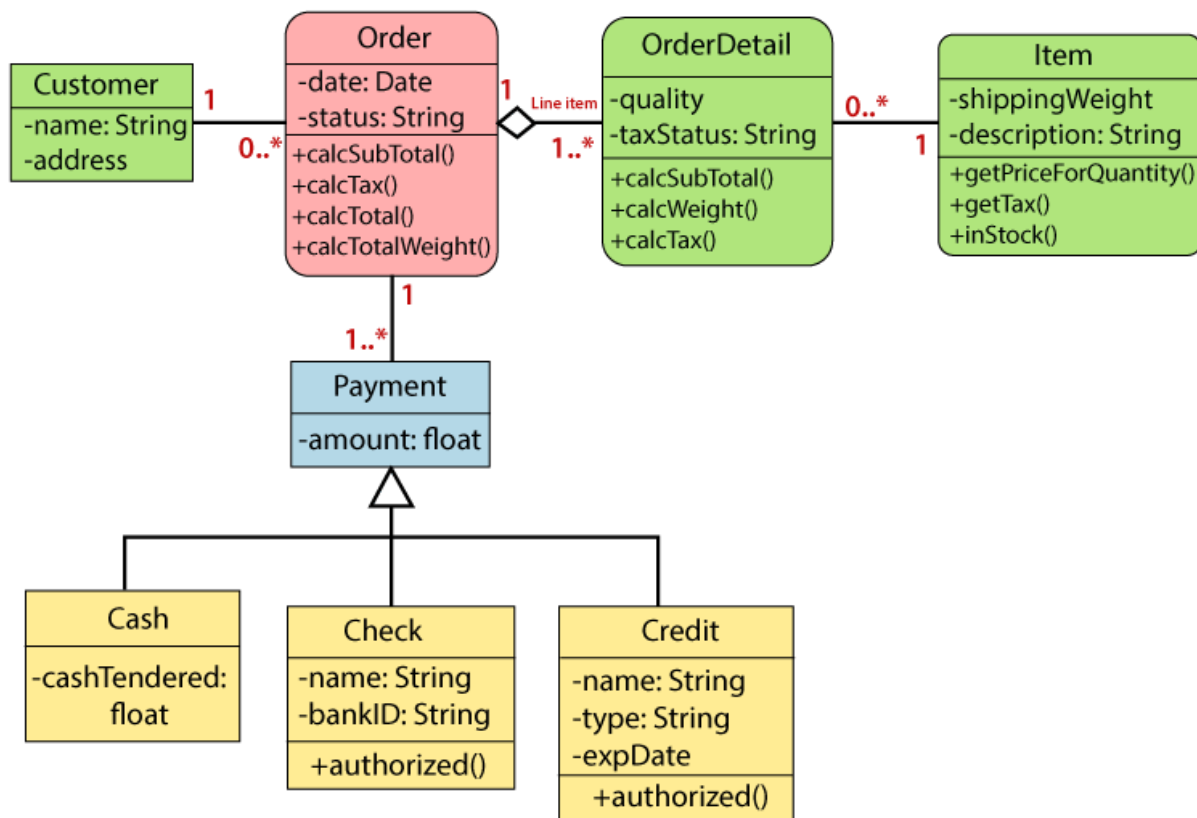 Customer
-name: String
-address
1
0..*
Order
-date: Date
-status: String
+calcSubTotal()
+calcTax()
+calcTotal()
+calcTotalWeight()
1
Line item
1..*
OrderDetail
-quality
-taxStatus: String
+calcSubTotal()
+calcWeight()
+calcTax()
0..*
1
Item
-shippingWeight
-description: String
+getPriceForQuantity()
+getTax()
+inStock()
1
1..*
Payment
-amount: float
Cash
-cashTendered:
float
Check
-name: String
-bankID: String
+authorized()
Credit
-name: String
-type: String
-expDate
+authorized()